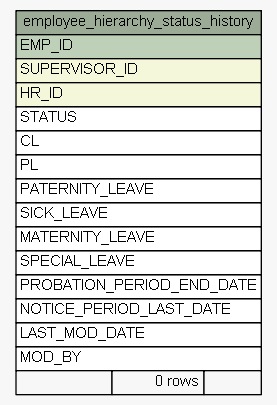 employee_hierarchy_status_history
EMP_ID
SUPERVISOR_ID
HR_ID
STATUS
CL
PL
PATERNITY_LEAVE
SICK_LEAVE
MATERNITY_LEAVE
SPECIAL_LEAVE
PROBATION_PERIOD_END_DATE
NOTICE_PERIOD_LAST_DATE
LAST_MOD_DATE
MOD_BY
0 rows